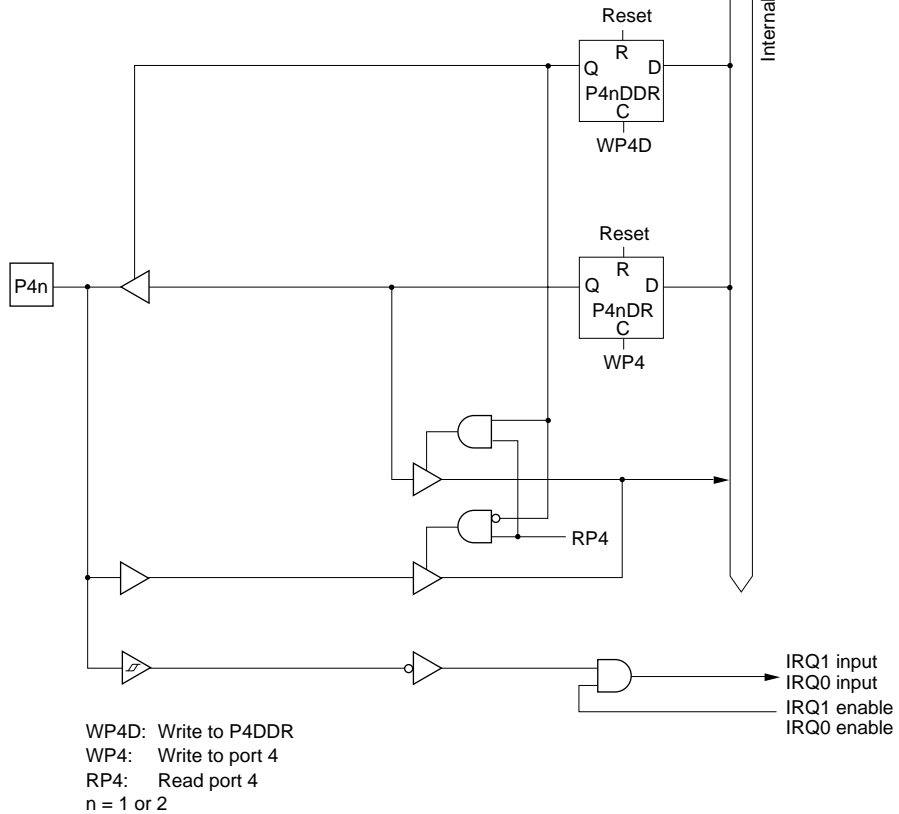 Internal
Reset
R
Q D
P4nDDR
C
WP4D
Reset
R
P4n
Q D
P4nDR
C
WP4
RP4
IRQ1 input
IRQ0 input
IRQ1 enable
IRQ0 enable
WP4D: Write to P4DDR
WP4: Write to port 4
RP4: Read port 4
n = 1 or 2